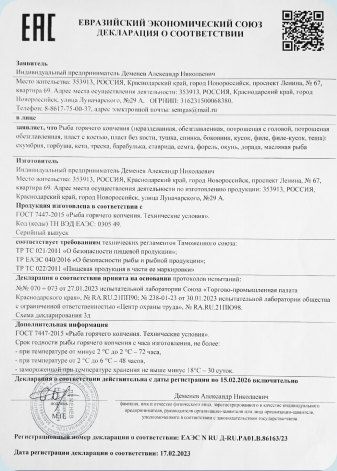 ЕАС
ЕВРАЗИЙСКИЙ ЭКОНОМИЧЕСКИЙ СОЮЗ
ДЕКЛАРАЦИЯ О СООТВЕТСТВИИ
Заявитель
Индивидуальный предприниматель Деменев Александр Николаевич
Место жительства: 353913, РОССИЯ, Краснодарский край, город Новороссийск, проспект Ленина, № 67,
квартира 69. Адрес места осуществления деятельности: 353913, РОССИЯ, Краснодарский край, город
Новороссийск, улица Луначарского, №29 А. ОГРНИП: 316231500068380.
Телефон: 8-8617-75-00-37, адрес электронной почты: semgas@mail.ru
в лице
заявляет, что Рыба горячего копчения (неразделанная, обезглавленная, потрошеная с головой, потрошеная
обезглавленная, пласт с костью, пласт без кости, тушка, спинка, боковник, кусок, филе, филе-кусок, теша):
скумбрия, горбуша, кета, треска, барабулька, ставрида, семга, форель, окунь, дорада, масляная рыба
Изготовитель
Индивидуальный предприниматель Деменев Александр Николаевич
Место жительства: 353913, РОССИЯ, Краснодарский край, город Новороссийск, проспект Ленина, № 67,
квартира 69. Адрес места осуществления деятельности по изготовлению продукции: 353913, РОССИЯ,
Краснодарский край, город Новороссийск, улица Луначарского, №29 А.
Продукция изготовлена в соответствии с
ГОСТ 7447-2015 «Рыба горячего копчения. Технические условия».
Код (коды) ТН ВЭД ЕАЭС: 0305 49.
Серийный выпуск
соответствует требованиям технических регламентов Таможенного союза:
ТР ТС 021/2011 «О безопасности пищевой продукции»;
ТР ЕАЭС 040/2016 «О безопасности рыбы и рыбной продукции»;
ТР ТС 022/2011 «Пищевая продукция в части ее маркировки»
Декларация о соответствии принята на основании протоколов испытаний:
№№ 070 – 073 от 27.01.2023 испытательной лаборатории Союза «Торгово-промышленная палата
Краснодарского края», № RA.RU.21ПІ90; № 238-01-23 от 30.01.2023 испытательной лаборатории общества
с ограниченной ответственностью «Центр охраны труда», № RA.RU.21ПЮ98.
Схема декларирования 3д
Дополнительная информация
ГОСТ 7447-2015 «Рыба горячего копчения. Технические условия».
Срок годности рыбы горячего копчения с часа изготовления, не более:
- при температуре от минус 2 °С до 2 °С – 72 часа,
- при температуре от 2 °С до 6 °С – 48 часов,
- замороженной при температуре хранения не выше минус 18°С – 30 суток.
Декларация о соответствии действительна с даты регистрации по 15.02.2026 включительно
Деменев Александр Николаевич
Регистрационный номер декларации о соответствии: ЕАЭС N RU Д-RU.РА01.В.86163/23
Дата регистрации декларации о соответствии: 17.02.2023